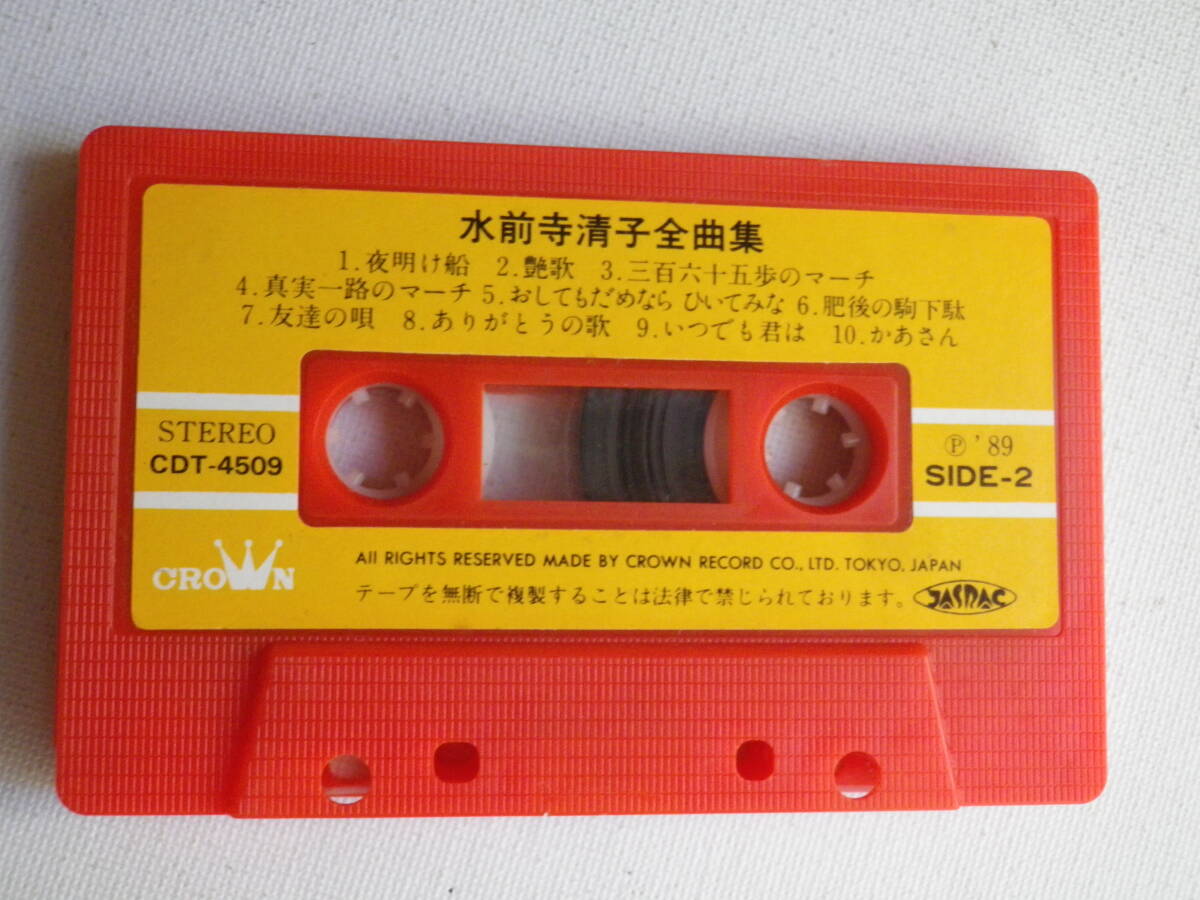 水前寺清子全曲集
1.夜明け船 2.艶歌 3.三百六十五歩のマーチ
4.真実一路のマーチ 5.おしてもだめなら ひいてみな 6.肥後の駒下駄
7.友達の唄 8.ありがとうの歌 9.いつでも君は 10.かあさん
STEREO
CDT-4509
Ⓟ '89
SIDE-2
CROWN
All RIGHTS RESERVED MADE BY CROWN RECORD CO., LTD. TOKYO, JAPAN
テープを無断で複製することは法律で禁じられております。
JASRAC